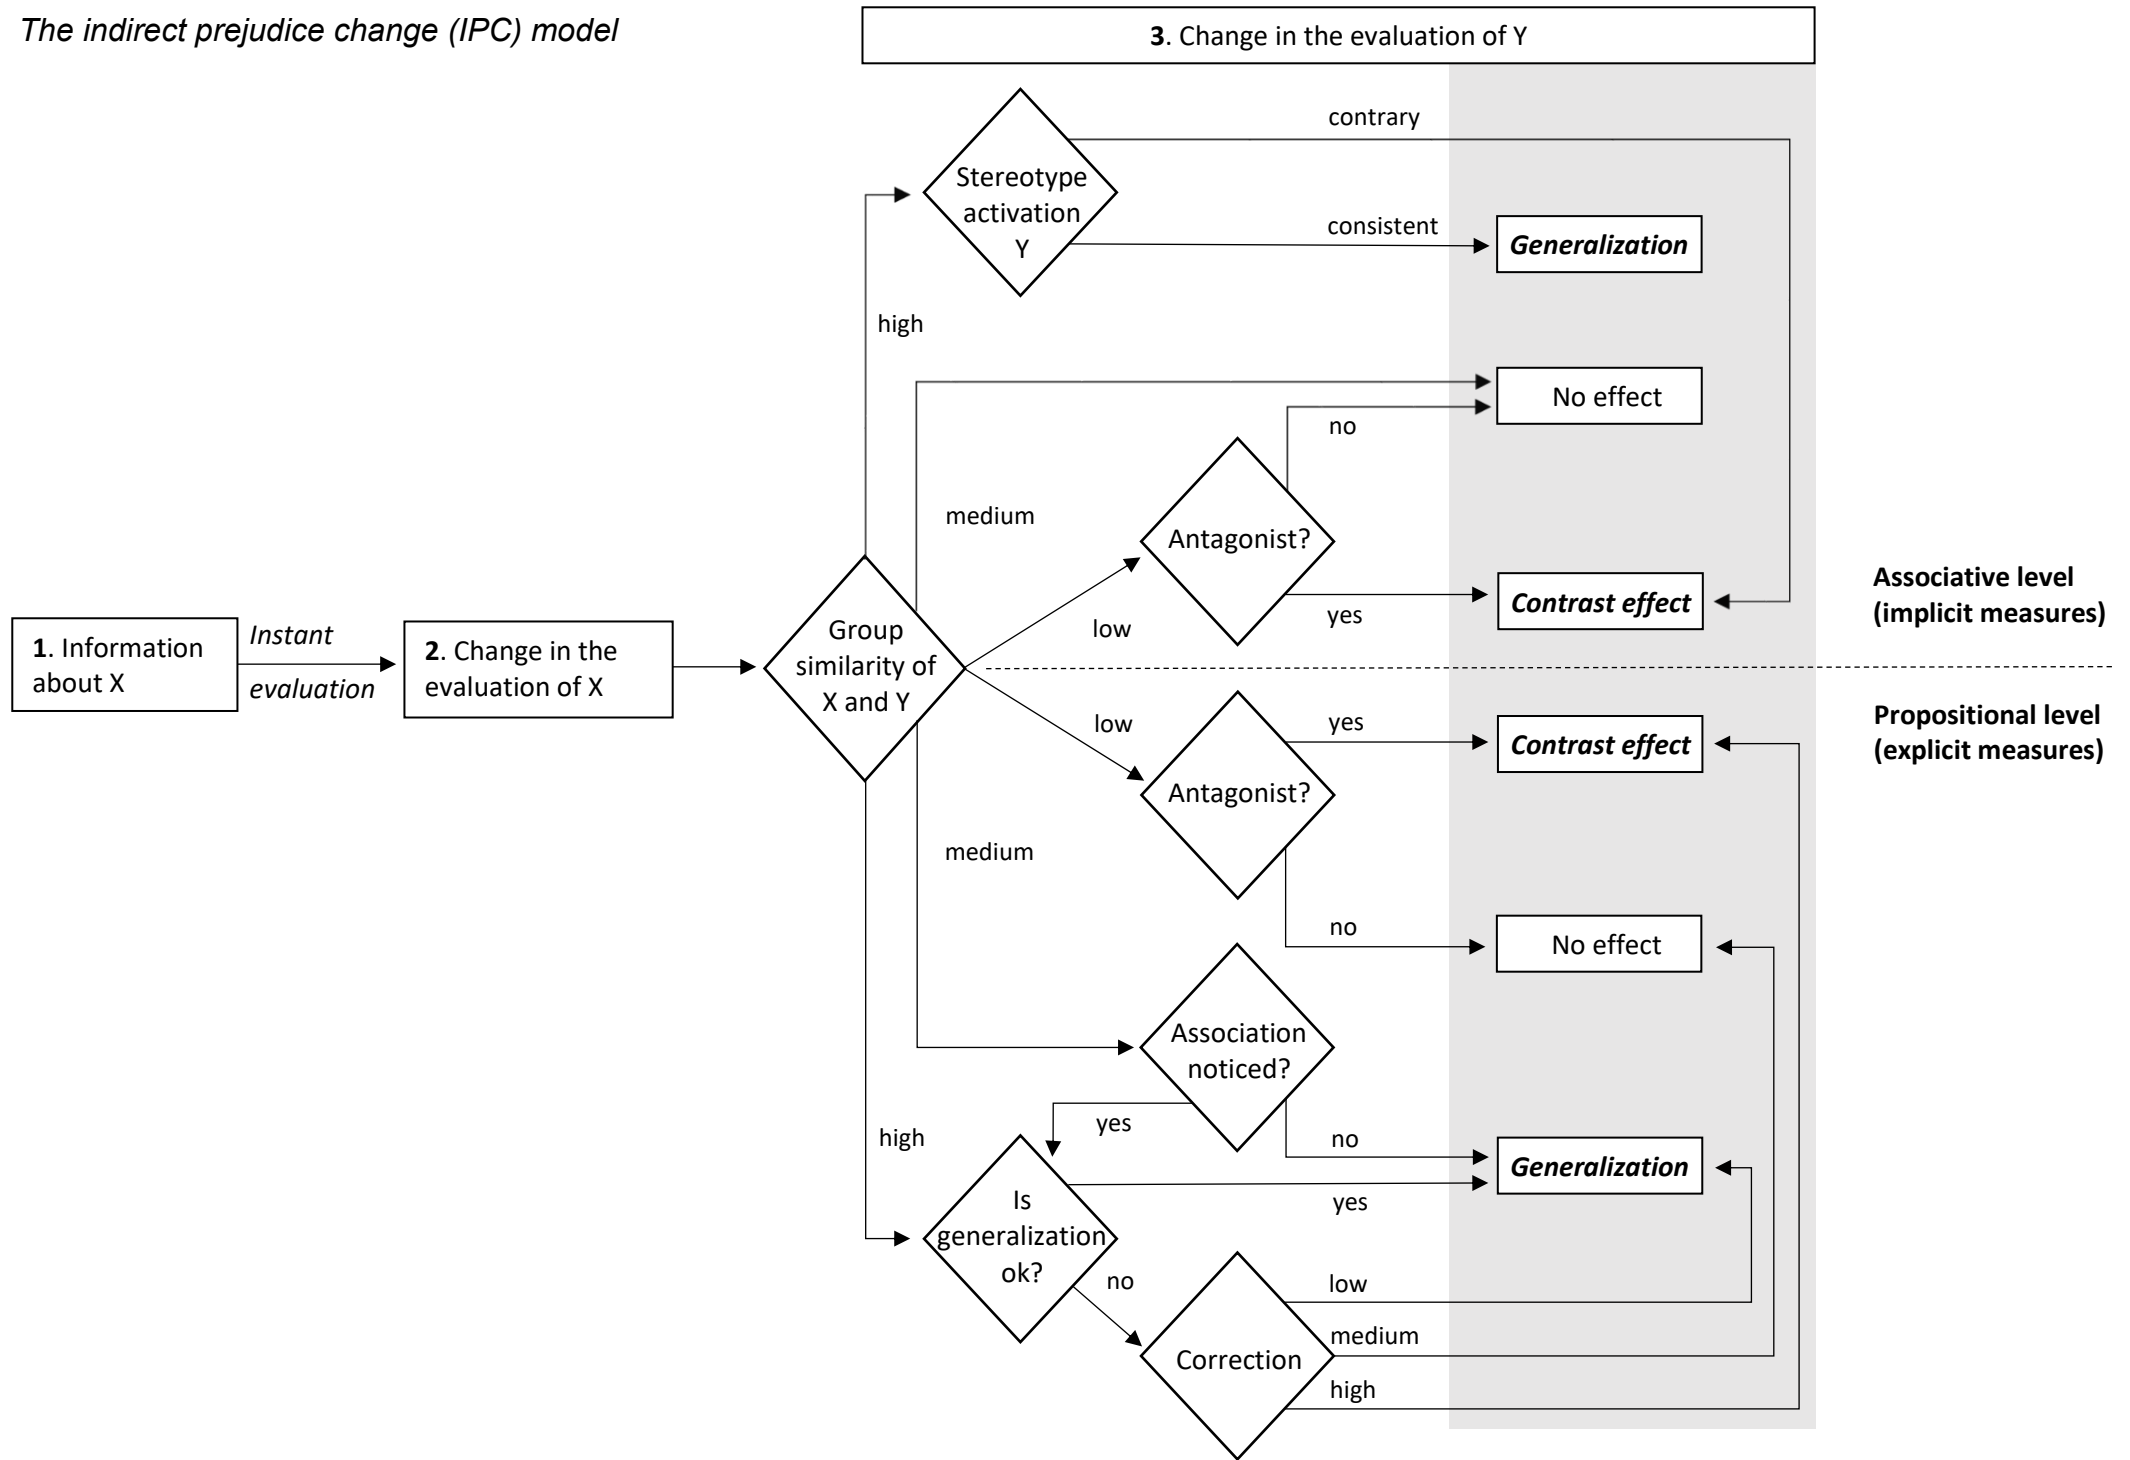 The indirect prejudice change (IPC) model
3. Change in the evaluation of Y
contrary
Stereotype
activation
Y
consistent
Generalization
high
No effect
no
medium
Antagonist?
Contrast effect
yes
low
Associative level
(implicit measures)
1. Information
about X
Instant
evaluation
2. Change in the
evaluation of X
Group
similarity of
X and Y
Propositional level
(explicit measures)
low
yes
Contrast effect
Antagonist?
medium
no
No effect
Association
noticed?
yes
high
no
Generalization
yes
Is
generalization
ok?
no
low
medium
Correction
high